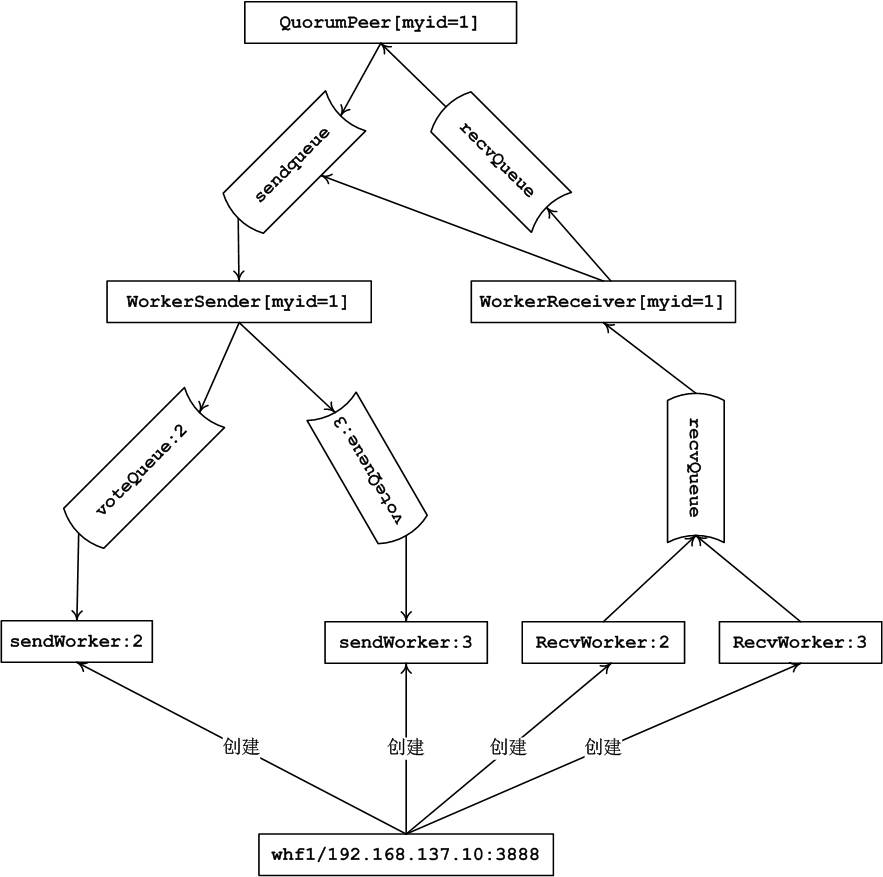 QuorumPeer[myid=1]
sendqueue
recvQueue
WorkerSender[myid=1]
WorkerReceiver[myid=1]
voteQueue:2
voteQueue:3
recvQueue
sendWorker:2
sendWorker:3
RecvWorker:2
RecvWorker:3
创建
创建
创建
创建
whf1/192.168.137.10:3888